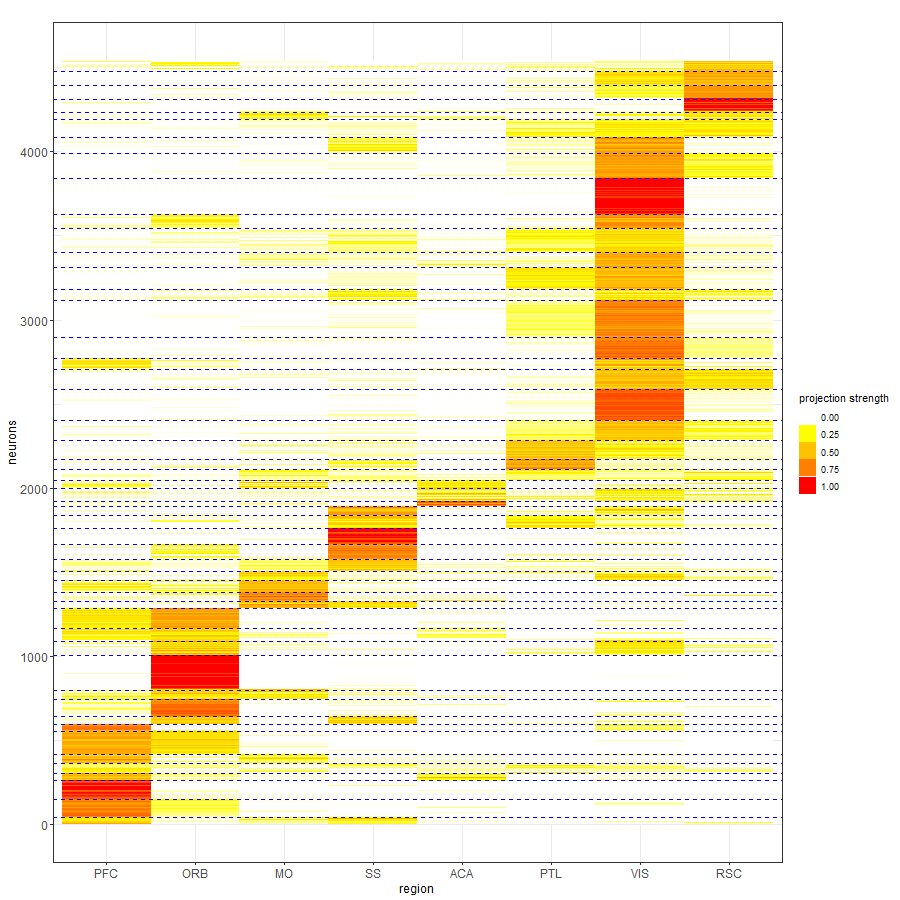 4000
3000
2000
1000
0
neurons
PFC ORB MO SS ACA PTL VIS RSC
region
projection strength
0.00
0.25
0.50
0.75
1.00